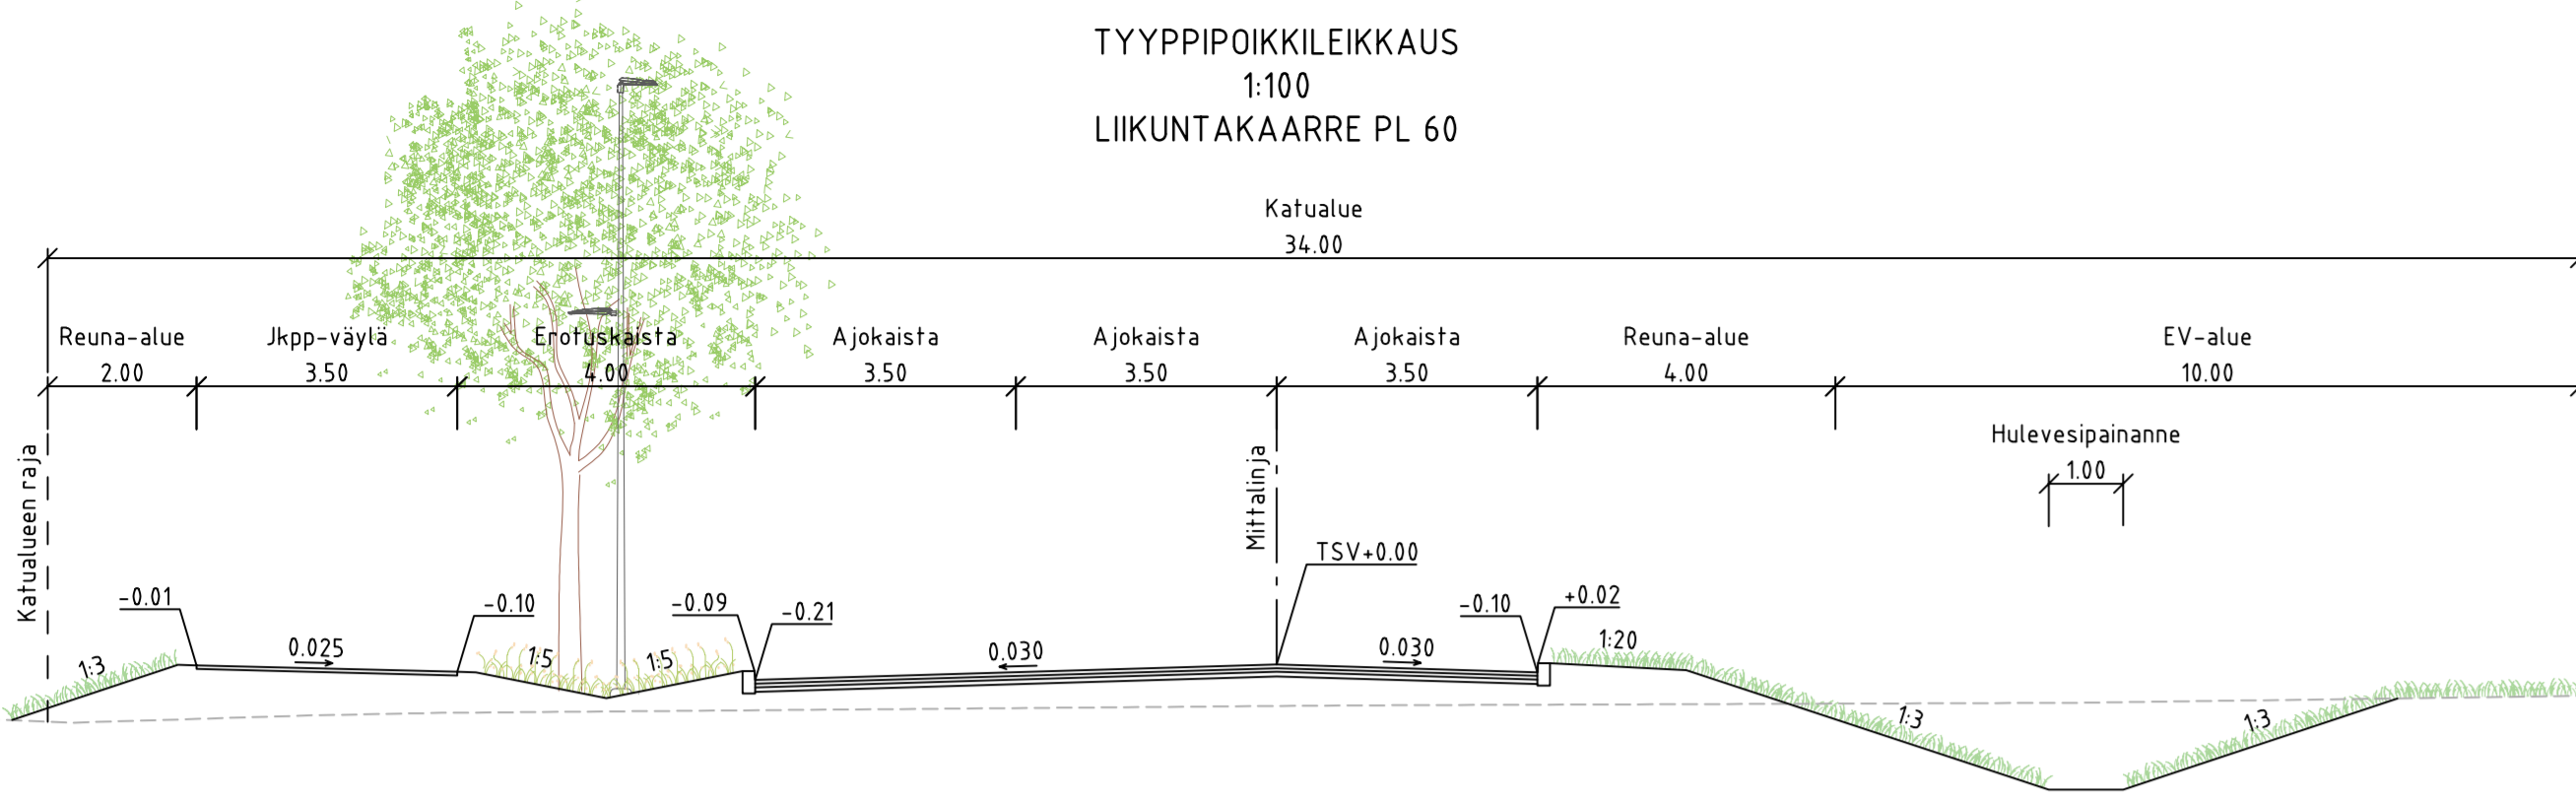 TYYPPIPOIKKILEIKKAUS
1:100
LIIKUNTAKAARRE PL 60
Katualue
34.00
Reuna-alue Jkpp-väylä Erotuskaista Ajokaista Ajokaista Ajokaista Reuna-alue EV-alue
2.00 3.50 4.00 3.50 3.50 3.50 4.00 10.00
Hulevesipainanne
1.00
Katualueen raja
Mittalinja
TSV+0.00
-0.01 -0.10 -0.09 -0.21 -0.10 +0.02
1:3 0.025 1:5 1:5 0.030 0.030 1:20
1:3 1:3